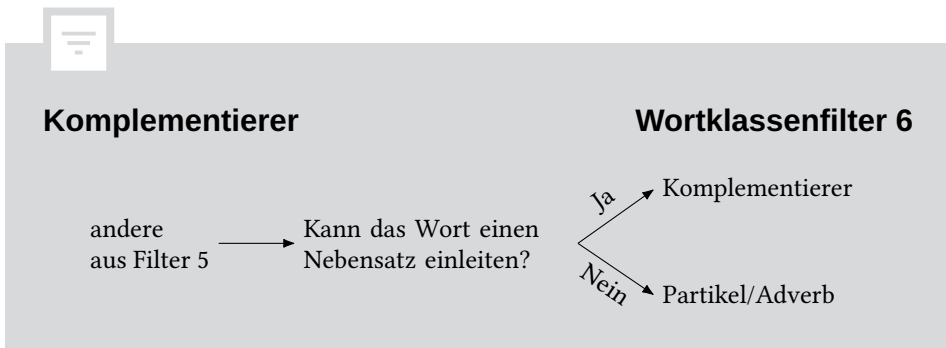 Komplementierer
Wortklassenfilter 6
andere
aus Filter 5
Kann das Wort einen
Nebensatz einleiten?
Ja
Komplementierer
Nein
Partikel/Adverb